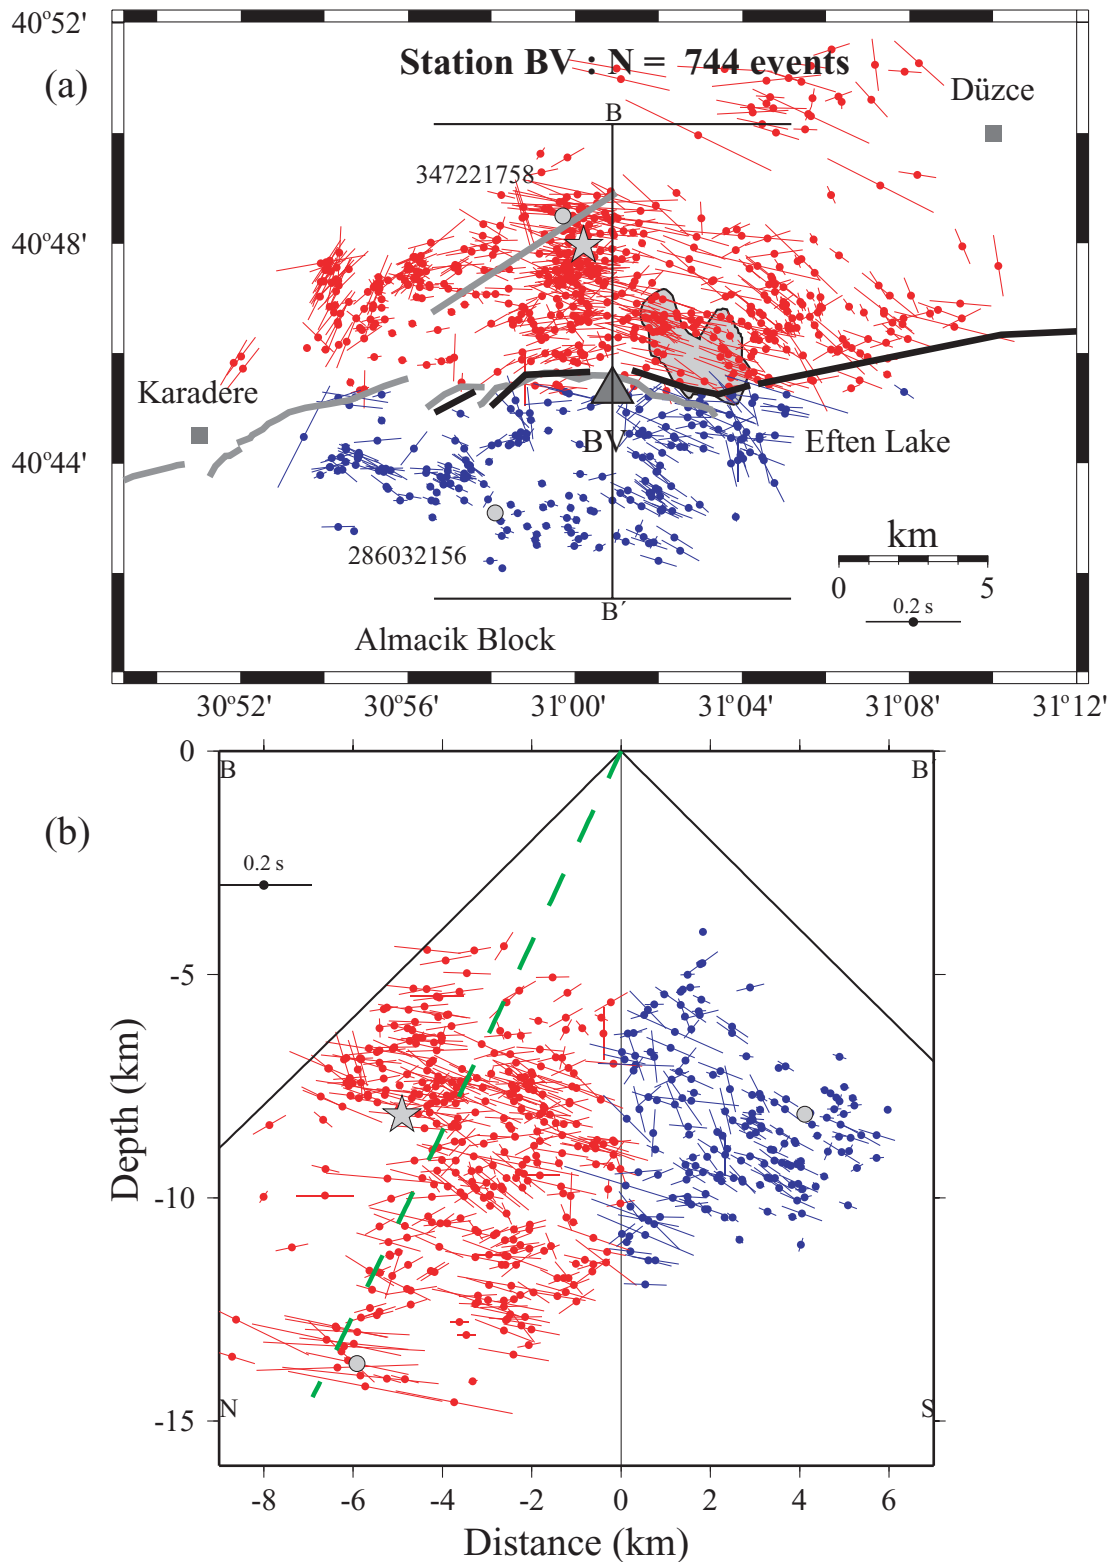 40°52'
(a)
Station BV : N = 744 events
Düzce
B
347221758
40°48'
Karadere
BV
Eften Lake
40°44'
286032156
km
0 5
B´
0.2 s
Almacik Block
30°52' 30°56' 31°00' 31°04' 31°08' 31°12'
0
B B
(b)
0.2 s
-5
Depth (km)
-10
N S
-15
-8 -6 -4 -2 0 2 4 6
Distance (km)